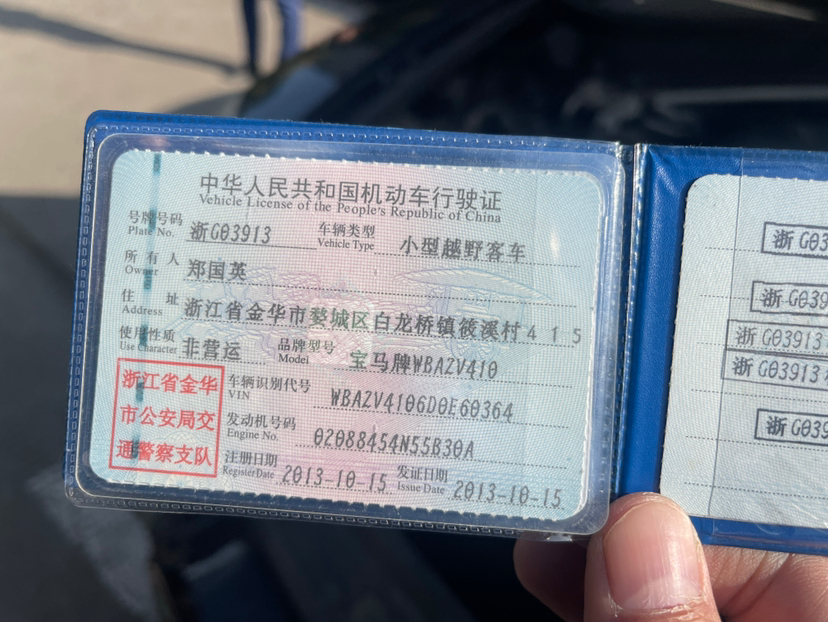 中华人民共和国机动车行驶证
Vehicle License of the People's Republic of China
号牌号码 浙G03913 车辆类型 小型越野客车
Plate No. Vehicle Type
所有人 郑国英
Owner
住址 浙江省金华市婺城区白龙桥镇筱溪村415
Address
使用性质 非营运 品牌型号 宝马牌WBAZV410
Use Character Model
车辆识别代号 WBAZV4106D0E60364
VIN
发动机号码 02088454N55B30A
Engine No.
注册日期 2013-10-15 发证日期 2013-10-15
Register Date Issue Date
浙江省金华
市公安局交
通警察支队
浙G03
浙G0391
浙G03913
浙G03913
浙G039